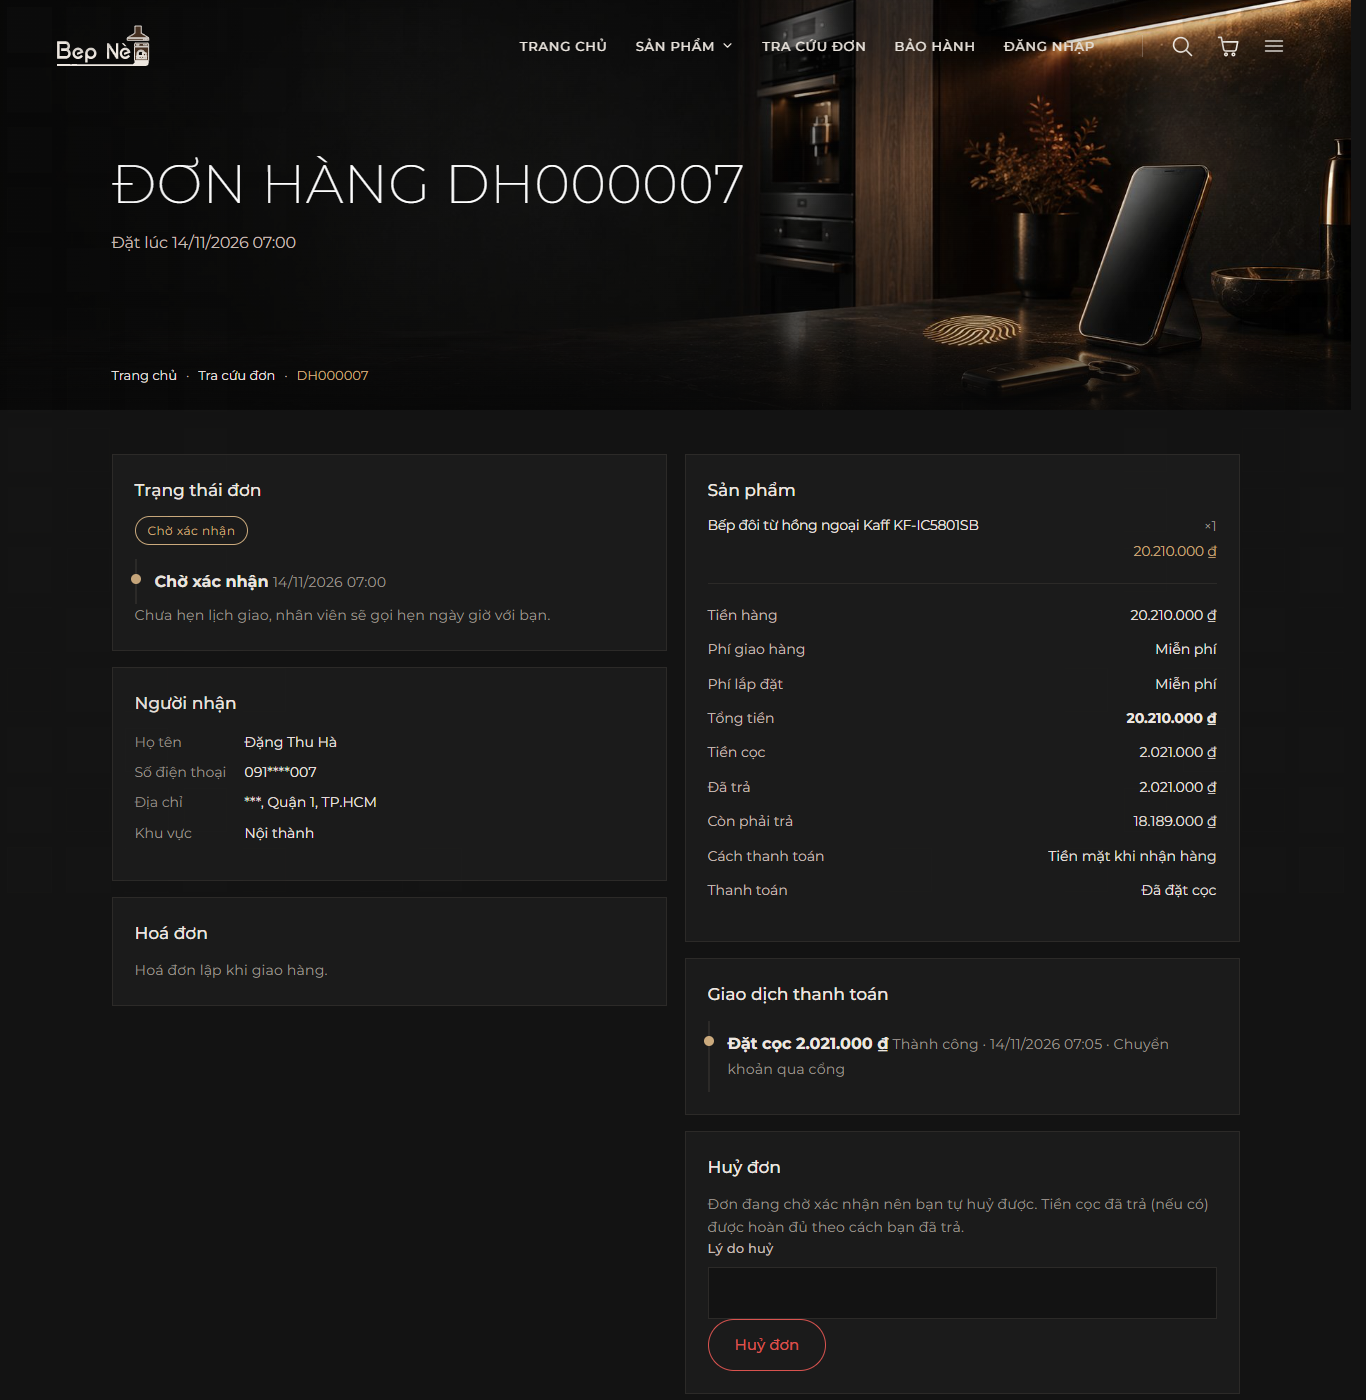 Bep Nè
TRANG CHỦ
SẢN PHẨM
TRA CỨU ĐƠN
BẢO HÀNH
ĐĂNG NHẬP
ĐƠN HÀNG DH000007
Đặt lúc 14/11/2026 07:00
Trang chủ · Tra cứu đơn · DH000007
Trạng thái đơn
Chờ xác nhận
Chờ xác nhận 14/11/2026 07:00
Chưa hẹn lịch giao, nhân viên sẽ gọi hẹn ngày giờ với bạn.
Người nhận
Họ tên Đặng Thu Hà
Số điện thoại 091****007
Địa chỉ ***, Quận 1, TP.HCM
Khu vực Nội thành
Hoá đơn
Hoá đơn lập khi giao hàng.
Sản phẩm
Bếp đôi từ hồng ngoại Kaff KF-IC5801SB ×1
20.210.000 ₫
Tiền hàng 20.210.000 ₫
Phí giao hàng Miễn phí
Phí lắp đặt Miễn phí
Tổng tiền 20.210.000 ₫
Tiền cọc 2.021.000 ₫
Đã trả 2.021.000 ₫
Còn phải trả 18.189.000 ₫
Cách thanh toán Tiền mặt khi nhận hàng
Thanh toán Đã đặt cọc
Giao dịch thanh toán
Đặt cọc 2.021.000 ₫ Thành công · 14/11/2026 07:05 · Chuyển
khoản qua cổng
Huỷ đơn
Đơn đang chờ xác nhận nên bạn tự huỷ được. Tiền cọc đã trả (nếu có)
được hoàn đủ theo cách bạn đã trả.
Lý do huỷ
Huỷ đơn